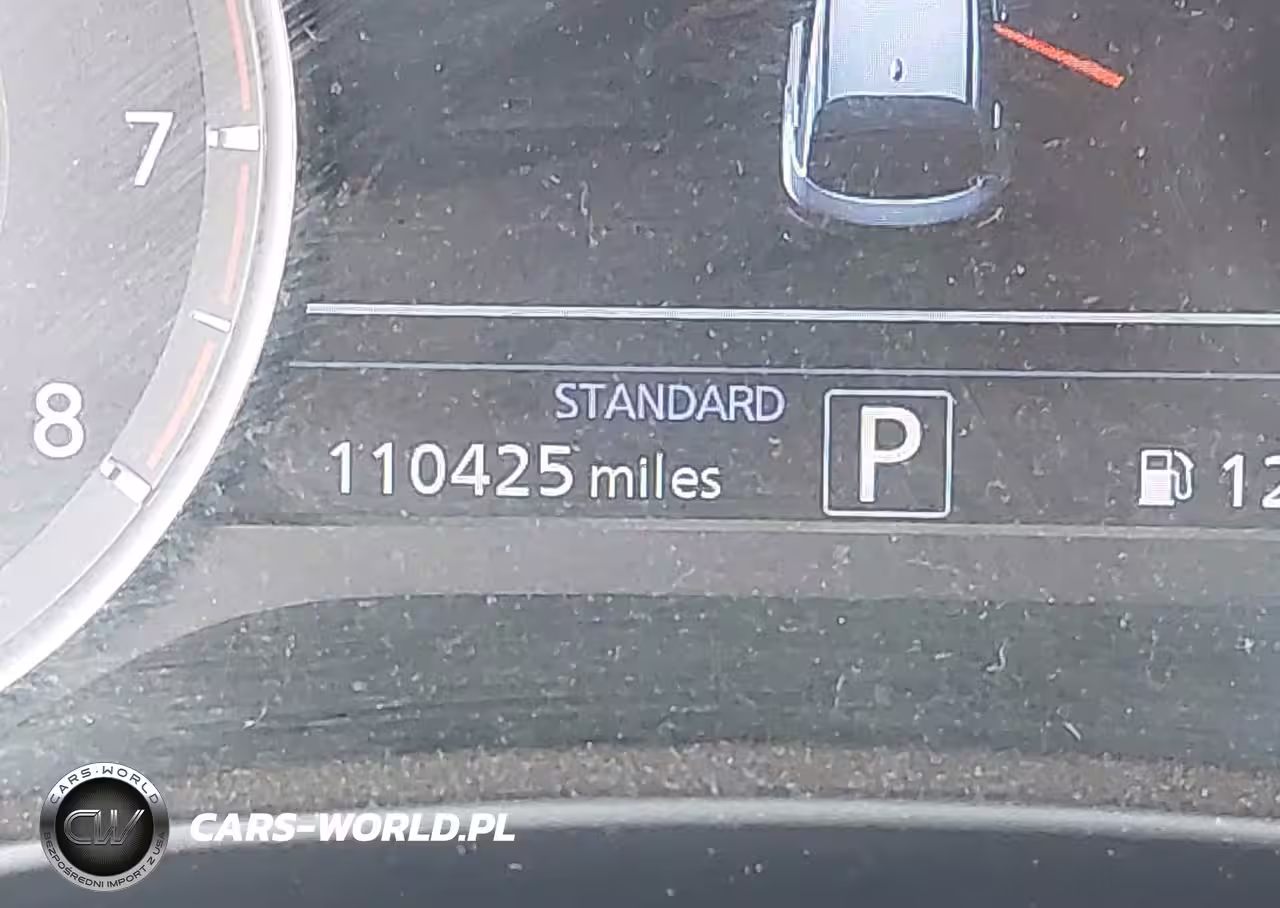 7
8
STANDARD
110425 miles
P
12
CARS-WORLD
CW
BEZPOŚREDNI IMPORT Z USA
CARS-WORLD.PL